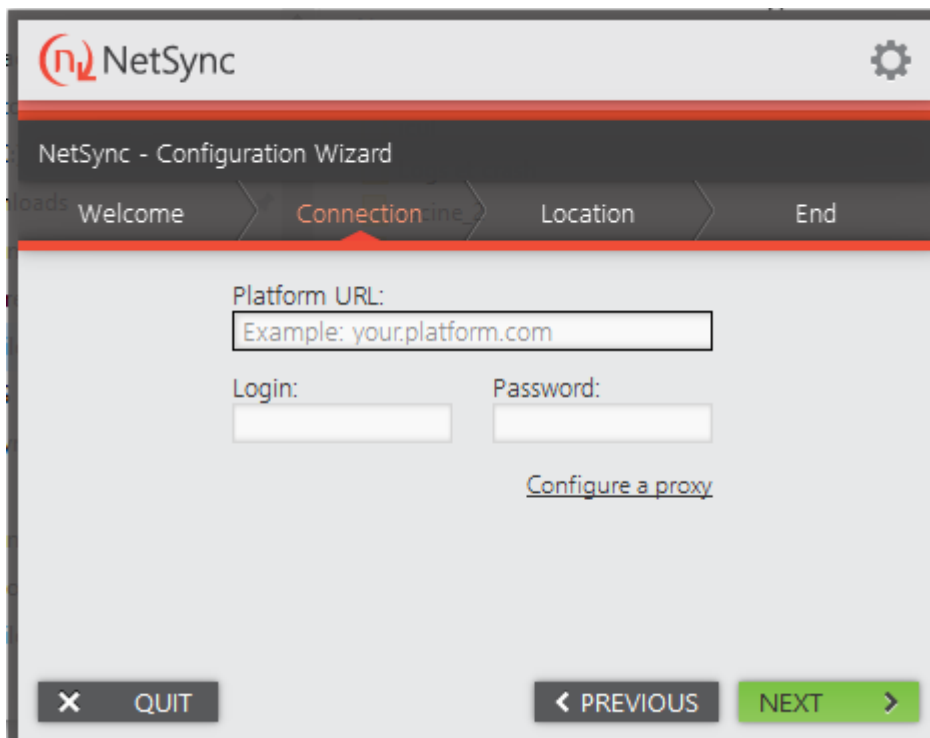 NetSync
NetSync - Configuration Wizard
Welcome Connection Location End
Platform URL:
Example: your.platform.com
Login: Password:
Configure a proxy
QUIT PREVIOUS NEXT